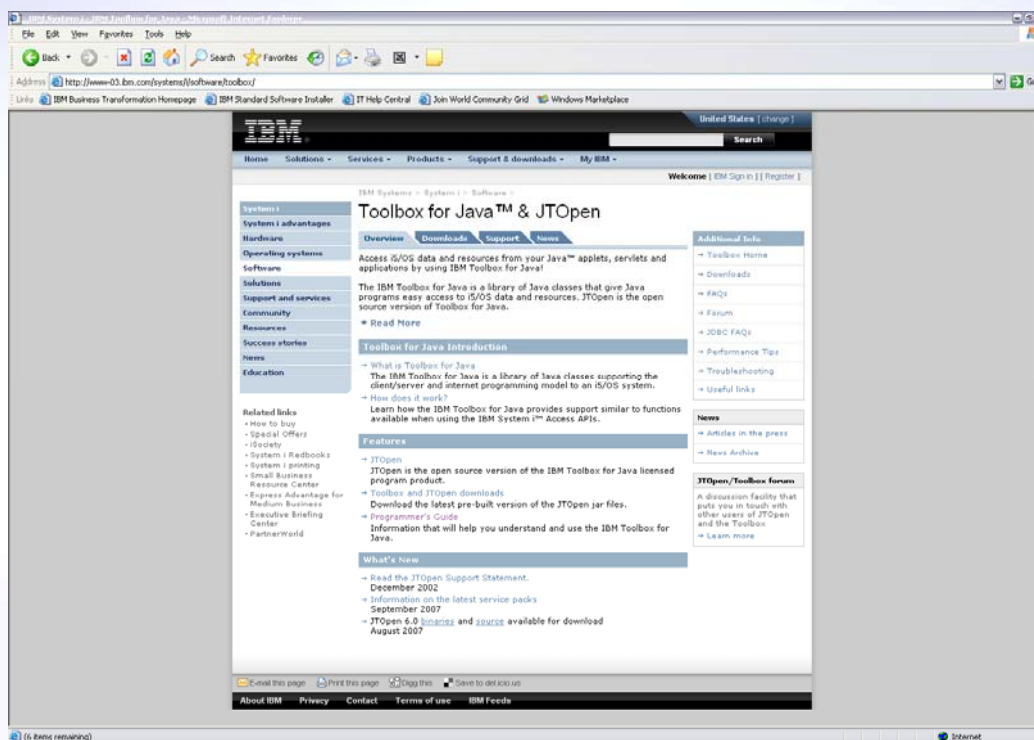 IBM System i - IBM Toolbox for Java - Microsoft Internet Explorer
File Edit View Favorites Tools Help
Back Search Favorites
Address http://www-03.ibm.com/systems/i/software/toolbox/ Go
Links IBM Business Transformation Homepage IBM Standard Software Installer IT Help Central Join World Community Grid Windows Marketplace
United States [ change ]
IBM®
Search
Home Solutions Services Products Support & downloads My IBM
Welcome [ IBM Sign in ] [ Register ]
IBM Systems > System i > Software >
Toolbox for Java™ & JTOpen
System i
System i advantages
Hardware
Operating systems
Software
Solutions
Support and services
Community
Resources
Success stories
News
Education
Related links
• How to buy
• Special Offers
• iSociety
• System i Redbooks
• System i printing
• Small Business
Resource Center
• Express Advantage for
Medium Business
• Executive Briefing
Center
• PartnerWorld
Overview Downloads Support News
Access i5/OS data and resources from your Java™ applets, servlets and
applications by using IBM Toolbox for Java!
The IBM Toolbox for Java is a library of Java classes that give Java
programs easy access to i5/OS data and resources. JTOpen is the open
source version of Toolbox for Java.
Read More
Toolbox for Java Introduction
→ What is Toolbox for Java
The IBM Toolbox for Java is a library of Java classes supporting the
client/server and internet programming model to an i5/OS system.
→ How does it work?
Learn how the IBM Toolbox for Java provides support similar to functions
available when using the IBM System i™ Access APIs.
Features
→ JTOpen
JTOpen is the open source version of the IBM Toolbox for Java licensed
program product.
→ Toolbox and JTOpen downloads
Download the latest pre-built version of the JTOpen jar files.
→ Programmer's Guide
Information that will help you understand and use the IBM Toolbox for
Java.
What's New
→ Read the JTOpen Support Statement.
December 2002
→ Information on the latest service packs
September 2007
→ JTOpen 6.0 binaries and source available for download
August 2007
Additional Info
→ Toolbox Home
→ Downloads
→ FAQs
→ Forum
→ JDBC FAQs
→ Performance Tips
→ Troubleshooting
→ Useful links
News
→ Articles in the press
→ News Archive
JTOpen/Toolbox forum
A discussion facility that
puts you in touch with
other users of JTOpen
and the Toolbox
→ Learn more
E-mail this page Print this page Digg this Save to del.icio.us
About IBM Privacy Contact Terms of use IBM Feeds
(6 items remaining) Internet